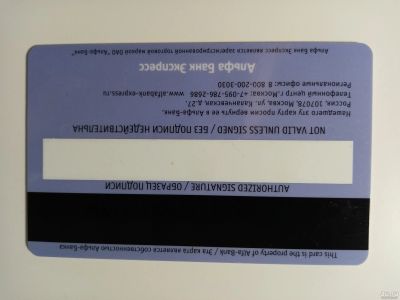 This card is the property of Alfa-Bank / Эта карта является собственностью Альфа-Банка
AUTHORIZED SIGNATURE / ОБРАЗЕЦ ПОДПИСИ
NOT VALID UNLESS SIGNED / БЕЗ ПОДПИСИ НЕДЕЙСТВИТЕЛЬНА
Нашедшего эту карту просим вернуть ее в Альфа-Банк.
Россия, 107078, Москва, ул. Каланчевская, д.27.
Телефонный центр г.Москва: +7-095-786-2686 www.alfabank-express.ru
Региональные офисы: 8 800-200-3030
Альфа Банк Экспресс
Альфа Банк Экспресс является зарегистрированной торговой маркой ОАО "Альфа-Банк"